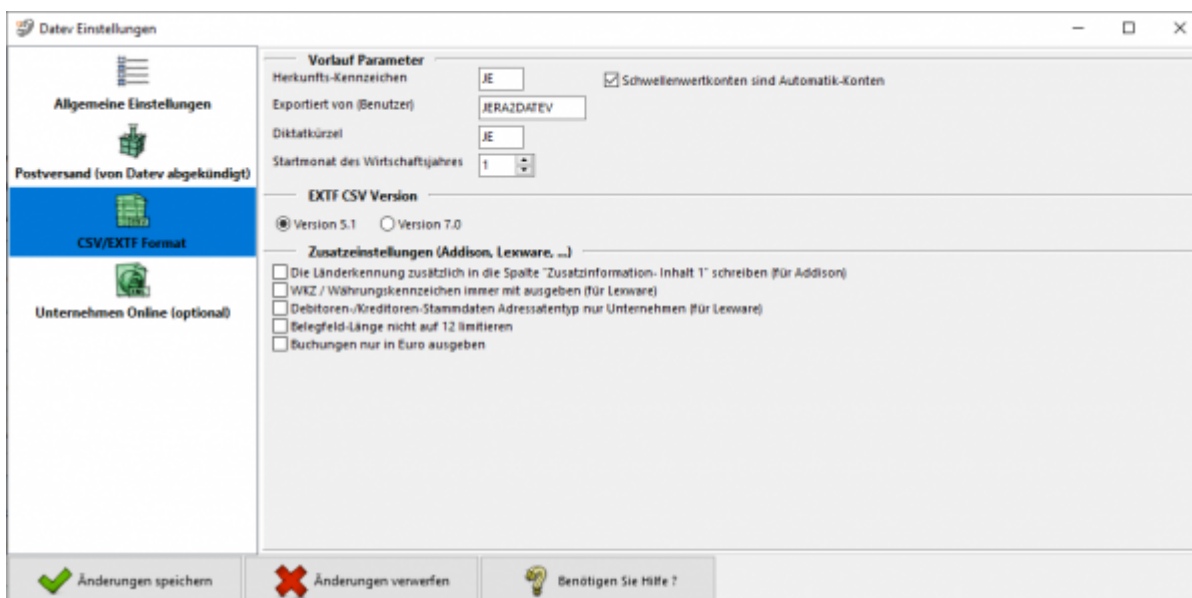 Datev Einstellungen
Allgemeine Einstellungen
Postversand (von Datev abgekündigt)
CSV/EXTF Format
Unternehmen Online (optional)
Vorlauf Parameter
Herkunfts-Kennzeichen JE Schwellenwertkonten sind Automatik-Konten
Exportiert von (Benutzer) JERA2DATEV
Diktatkürzel JE
Startmonat des Wirtschaftsjahres 1
EXTF CSV Version
Version 5.1 Version 7.0
Zusatzeinstellungen (Addison, Lexware, ...)
Die Länderkennung zusätzlich in die Spalte "Zusatzinformation- Inhalt 1" schreiben (für Addison)
WKZ / Währungskennzeichen immer mit ausgeben (für Lexware)
Debitoren-/Kreditoren-Stammdaten Adressatentyp nur Unternehmen (für Lexware)
Belegfeld-Länge nicht auf 12 limitieren
Buchungen nur in Euro ausgeben
Änderungen speichern Änderungen verwerfen Benötigen Sie Hilfe ?